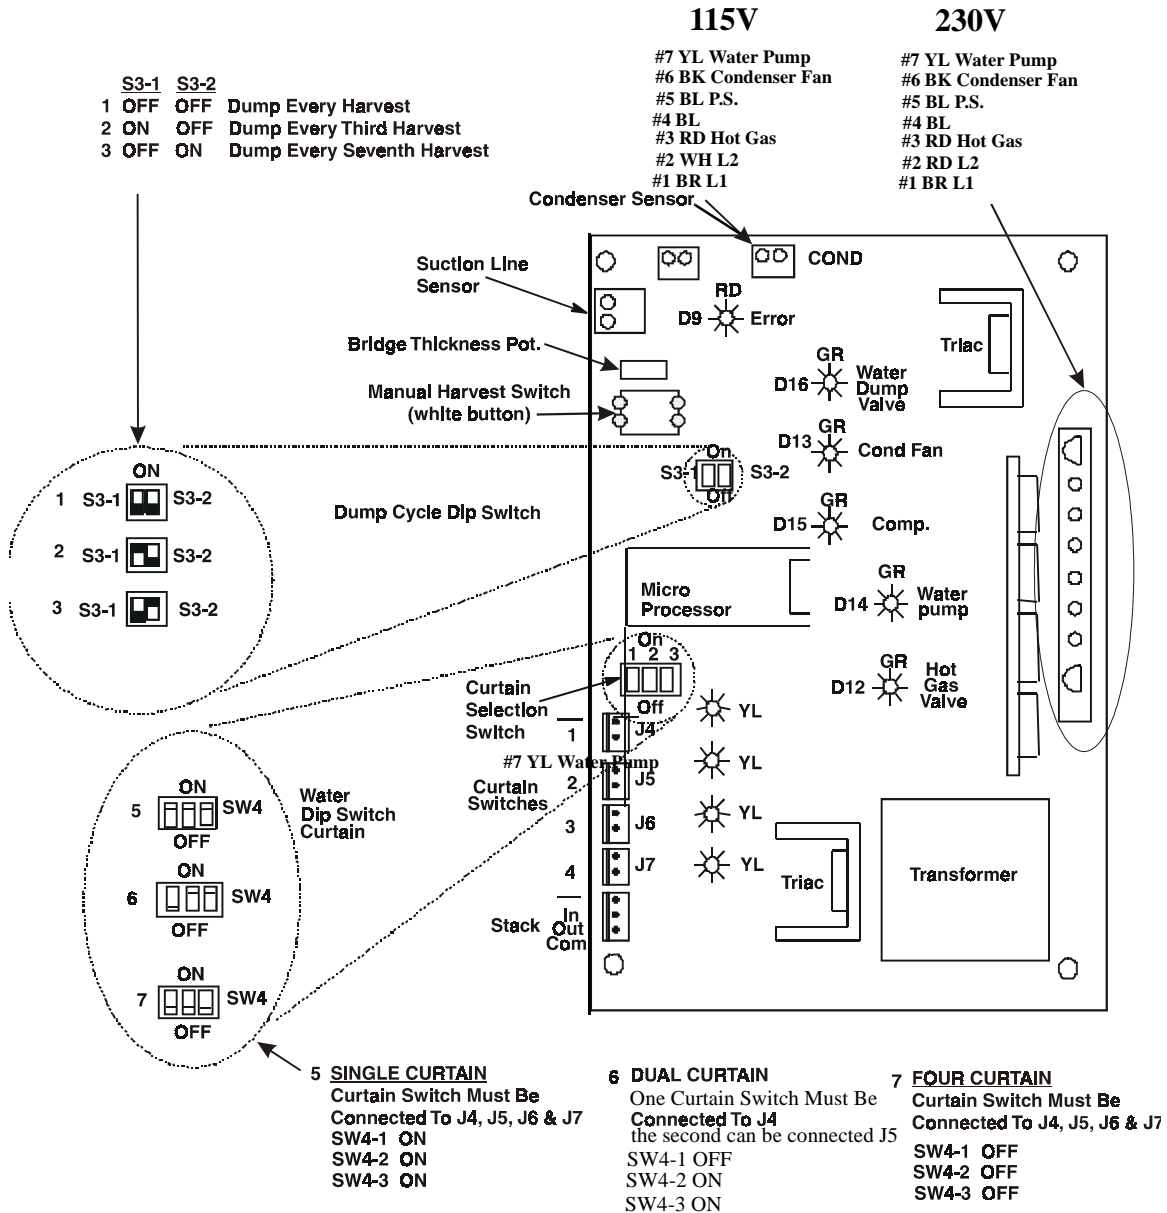 115V
#7 YL Water Pump
#6 BK Condenser Fan
#5 BL P.S.
#4 BL
#3 RD Hot Gas
#2 WH L2
#1 BR L1
230V
#7 YL Water Pump
#6 BK Condenser Fan
#5 BL P.S.
#4 BL
#3 RD Hot Gas
#2 RD L2
#1 BR L1
S3-1 S3-2
1 OFF OFF Dump Every Harvest
2 ON OFF Dump Every Third Harvest
3 OFF ON Dump Every Seventh Harvest
Condenser Sensor
COND
Suction Line
Sensor
RD
D9 Error
Bridge Thickness Pot.
Triac
GR
D16 Water
Dump
Valve
Manual Harvest Switch
(white button)
GR
D13 Cond Fan
On
S3-1 S3-2
Off
ON
1 S3-1 S3-2
2 S3-1 S3-2
3 S3-1 S3-2
Dump Cycle Dip Switch
GR
D15 Comp.
Micro
Processor
GR
D14 Water
pump
On
1 2 3
Off
Curtain
Selection
Switch
GR
D12 Hot
Gas
Valve
YL
1 J4
#7 YL Water Pump
YL
2 J5
Curtain
Switches
YL
3 J6
YL
4 J7
Stack In
Out
Com
Triac
Transformer
ON
5 SW4
OFF
Water
Dip Switch
Curtain
ON
6 SW4
OFF
ON
7 SW4
OFF
5 SINGLE CURTAIN
Curtain Switch Must Be
Connected To J4, J5, J6 & J7
SW4-1 ON
SW4-2 ON
SW4-3 ON
6 DUAL CURTAIN
One Curtain Switch Must Be
Connected To J4
the second can be connected J5
SW4-1 OFF
SW4-2 ON
SW4-3 ON
7 FOUR CURTAIN
Curtain Switch Must Be
Connected To J4, J5, J6 & J7
SW4-1 OFF
SW4-2 OFF
SW4-3 OFF